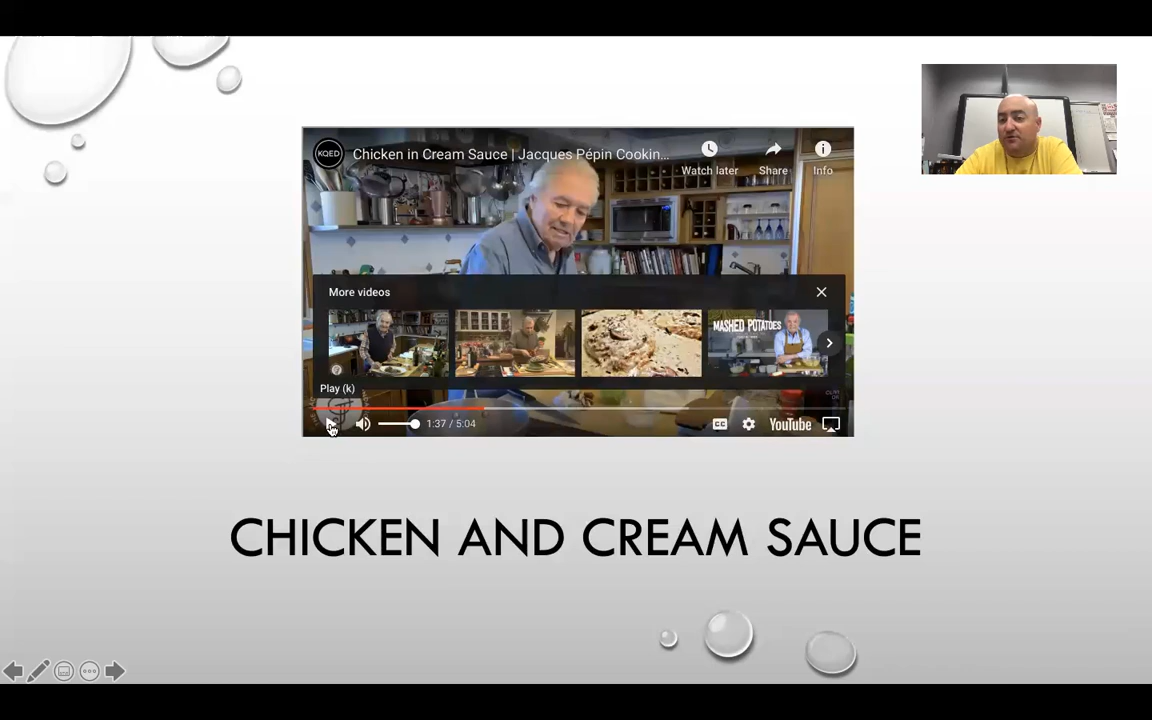 KQED
Chicken in Cream Sauce | Jacques Pépin Cookin...
Watch later
Share
Info
More videos
MASHED POTATOES
Play (k)
1:37 / 5:04
CC
YouTube
CHICKEN AND CREAM SAUCE